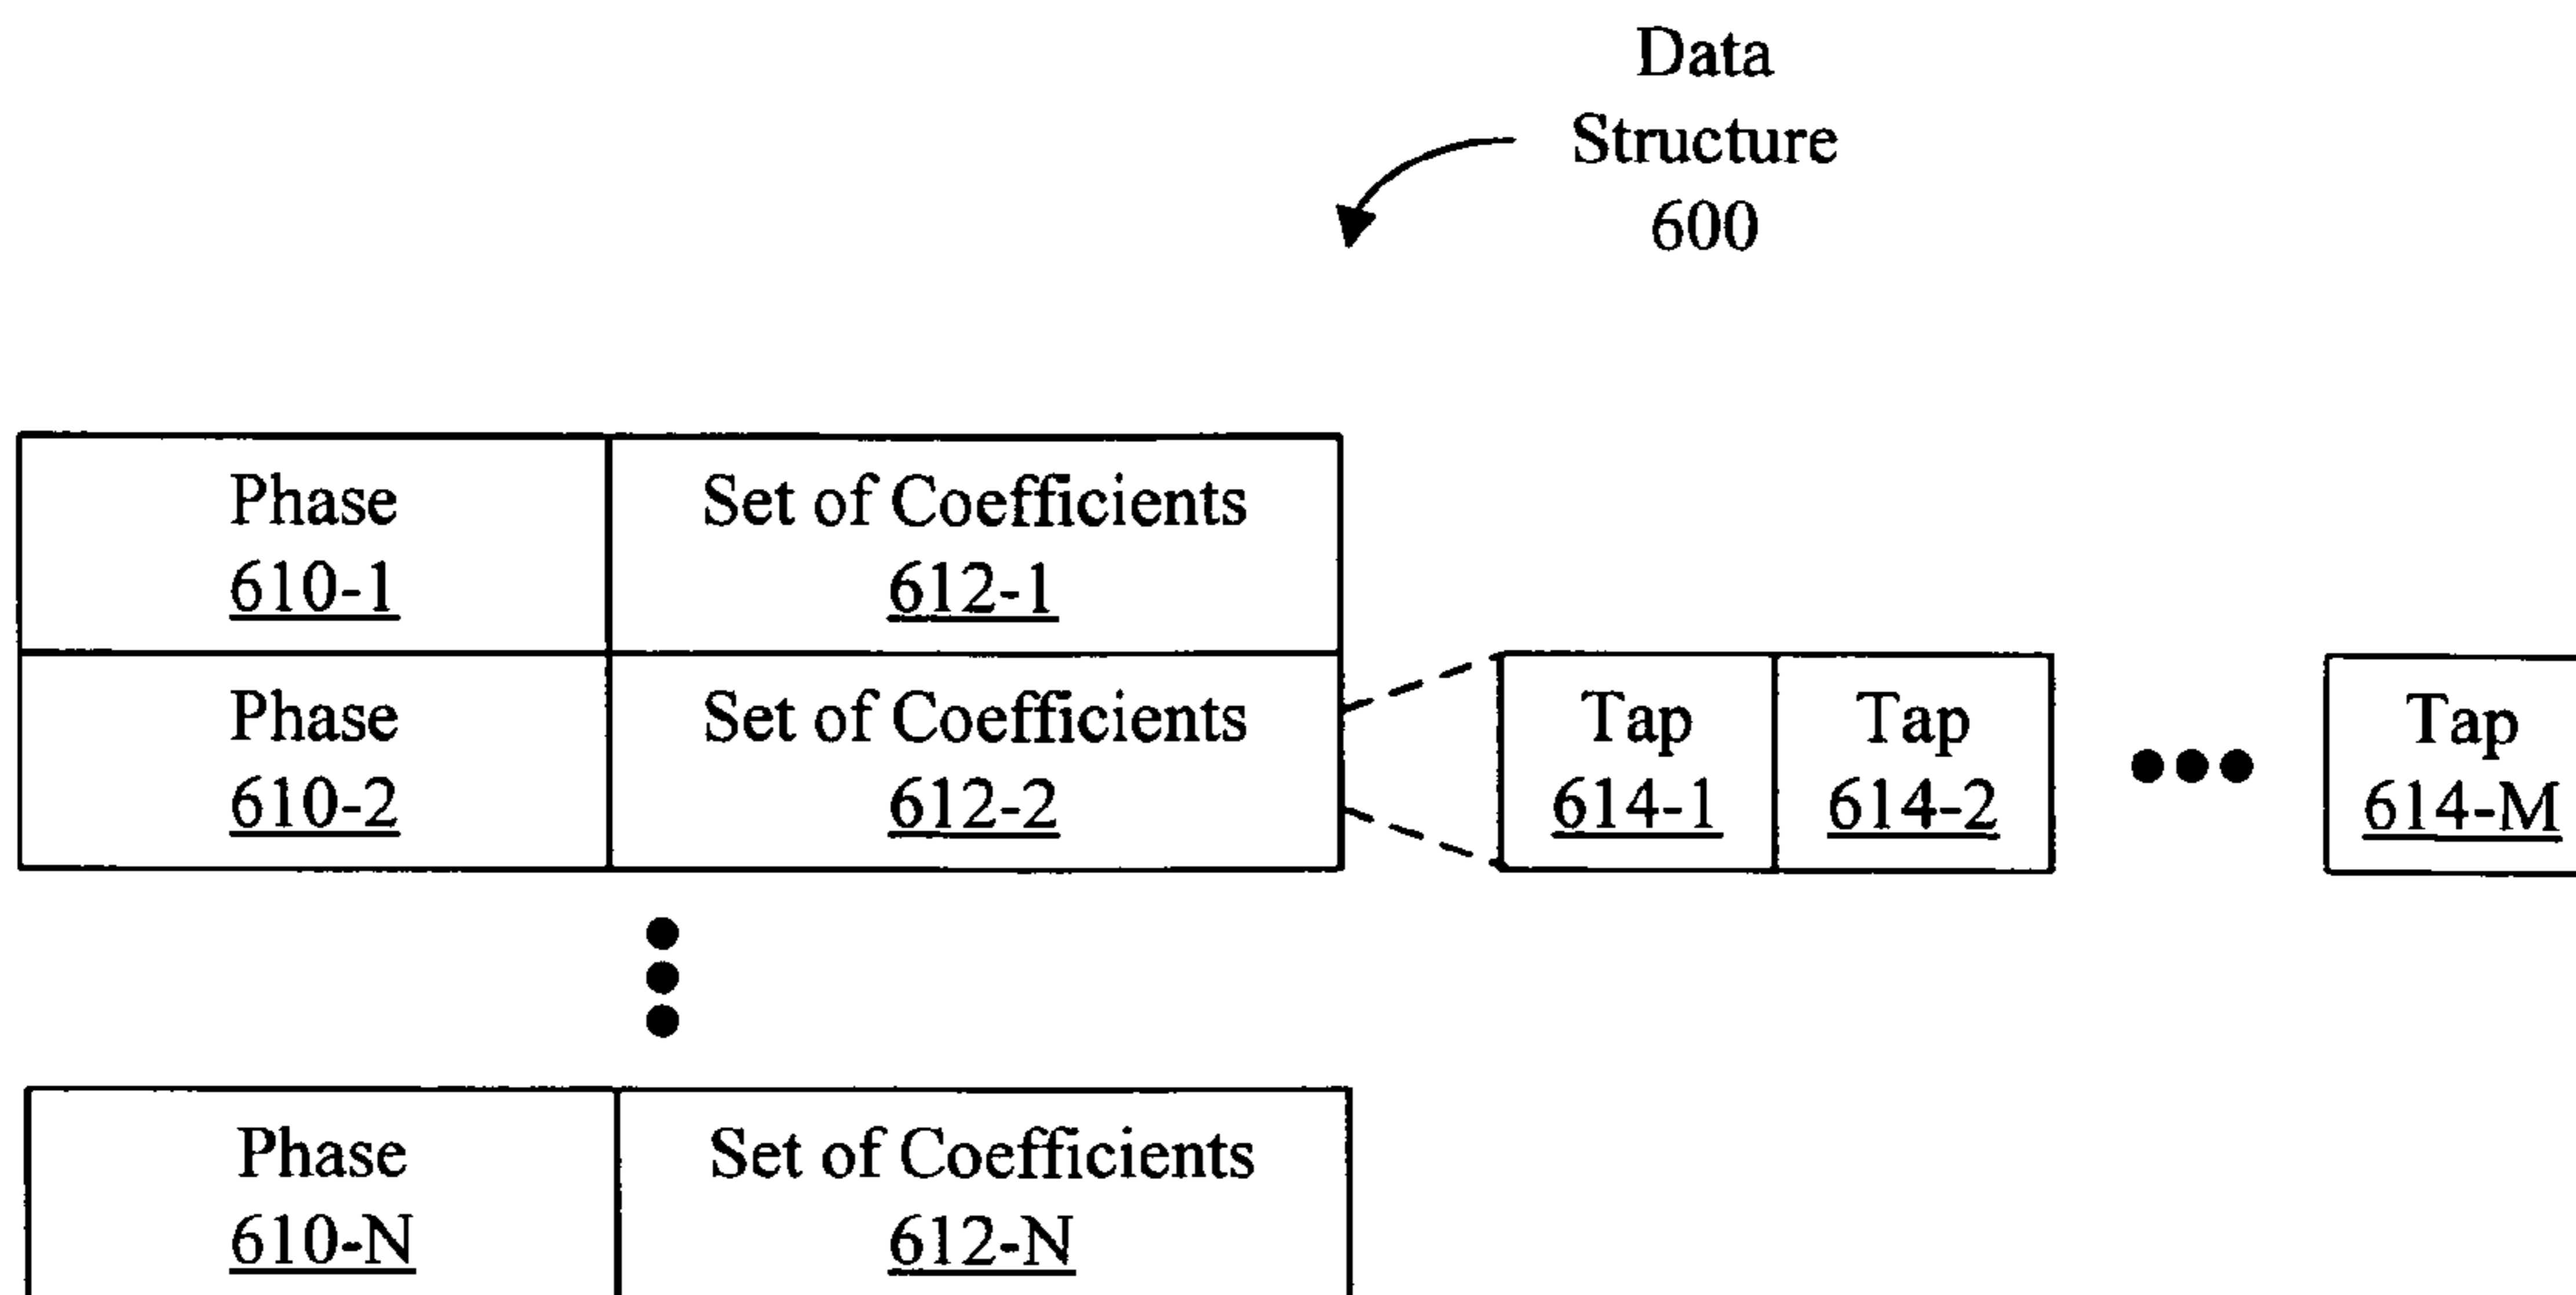 Data
Structure
600
Phase
610-1
Set of Coefficients
612-1
Phase
610-2
Set of Coefficients
612-2
Tap
614-1
Tap
614-2
Tap
614-M
Phase
610-N
Set of Coefficients
612-N